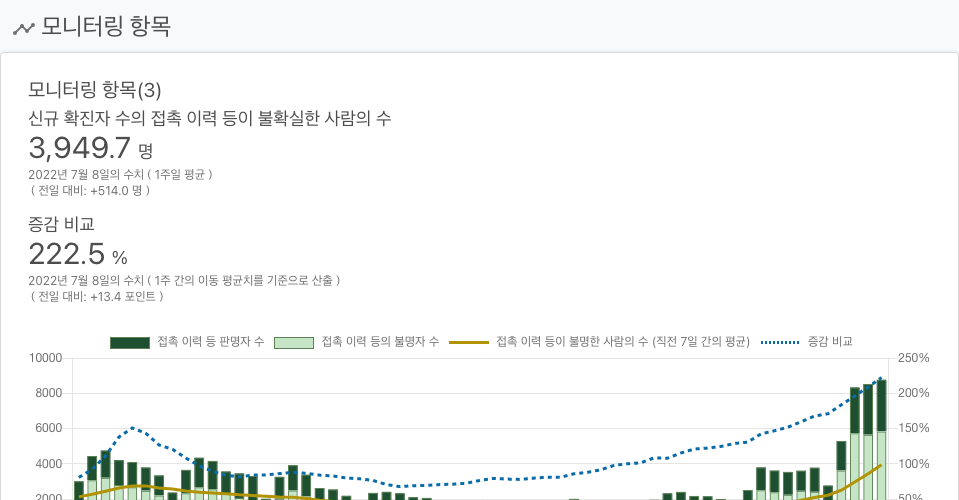 모니터링 항목
모니터링 항목(3)
신규 확진자 수의 접촉 이력 등이 불확실한 사람의 수
3,949.7 명
2022년 7월 8일의 수치 ( 1주일 평균 )
( 전일 대비: +514.0 명 )
증감 비교
222.5 %
2022년 7월 8일의 수치 ( 1주 간의 이동 평균치를 기준으로 산출 )
( 전일 대비: +13.4 포인트 )
접촉 이력 등 판명자 수 접촉 이력 등의 불명자 수 접촉 이력 등이 불명한 사람의 수 (직전 7일 간의 평균) 증감 비교
10000 250%
8000 200%
6000 150%
4000 100%
2000 50%